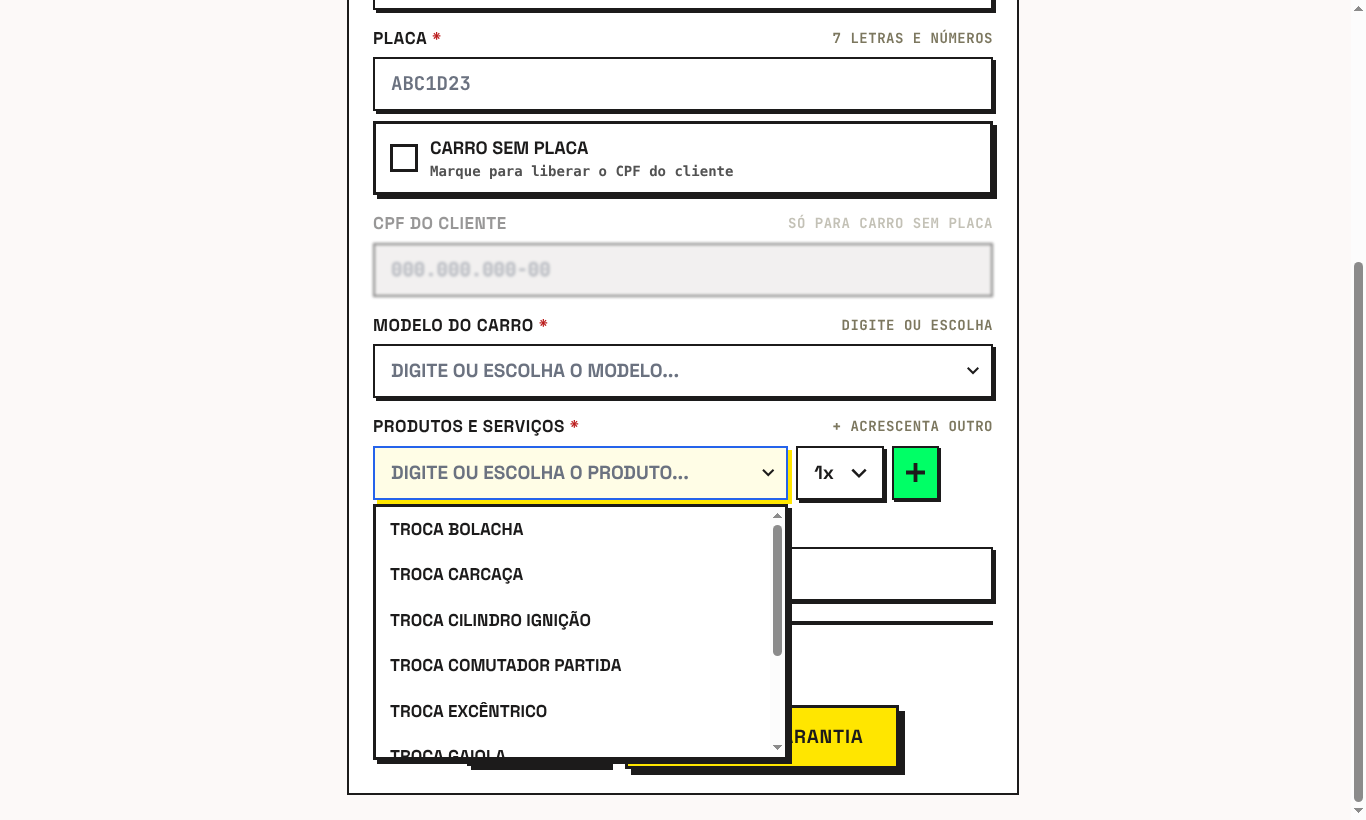 PLACA *
7 LETRAS E NÚMEROS
ABC1D23
CARRO SEM PLACA
Marque para liberar o CPF do cliente
CPF DO CLIENTE
SÓ PARA CARRO SEM PLACA
000.000.000-00
MODELO DO CARRO *
DIGITE OU ESCOLHA
DIGITE OU ESCOLHA O MODELO...
PRODUTOS E SERVIÇOS *
+ ACRESCENTA OUTRO
DIGITE OU ESCOLHA O PRODUTO...
1x
+
TROCA BOLACHA
TROCA CARCAÇA
TROCA CILINDRO IGNIÇÃO
TROCA COMUTADOR PARTIDA
TROCA EXCÊNTRICO
RANTIA
TROCA GAIOLA